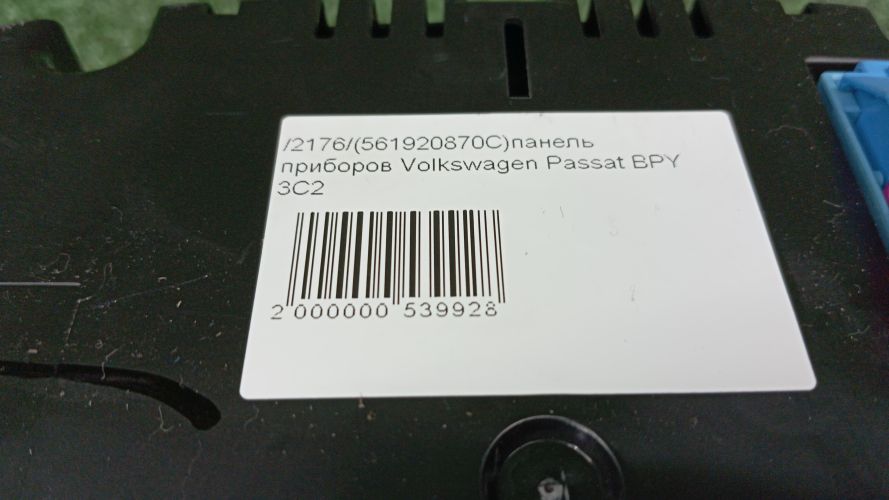 /2176/(561920870C)панель
приборов Volkswagen Passat BPY
3C2
2 000000 539928